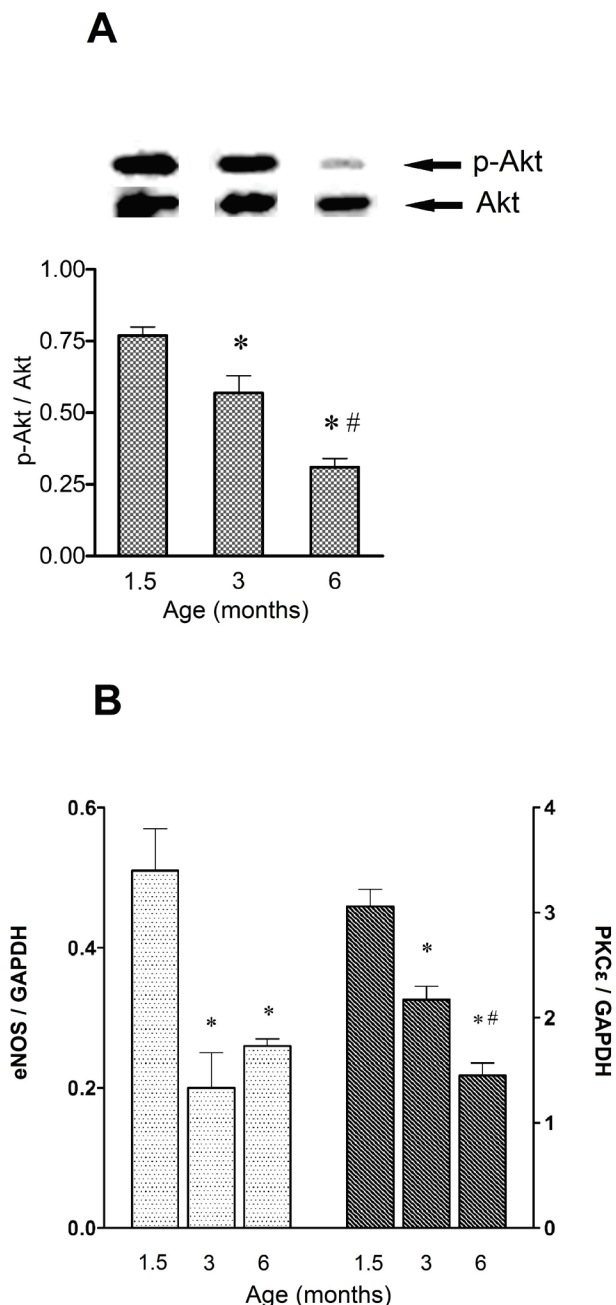 A
p-Akt
Akt
1.00
0.75
0.50
0.25
0.00
p-Akt / Akt
*
* #
1.5 3 6
Age (months)
B
0.6
0.4
0.2
0.0
eNOS / GAPDH
* *
*
* #
4
3
2
1
0
PKCε / GAPDH
1.5 3 6 1.5 3 6
Age (months)